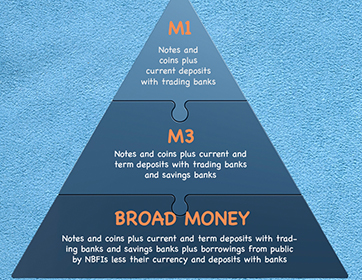 M1
Notes and
coins plus
current deposits
with trading banks
M3
Notes and coins plus current and
term deposits with trading banks
and savings banks
BROAD MONEY
Notes and coins plus current and term deposits with trad-
ing banks and savings banks plus borrowings from public
by NBFIs less their currency and deposits with banks